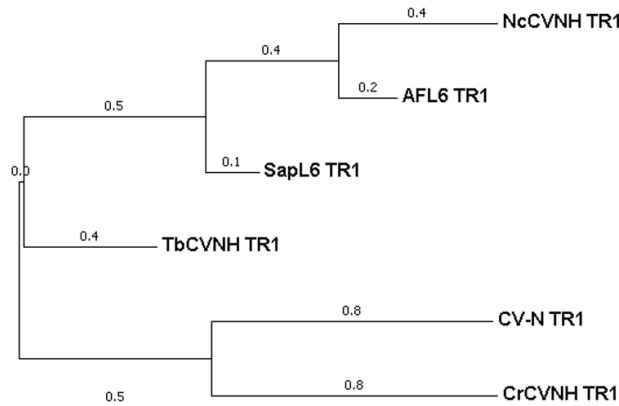 0.4
NcCVNH TR1
0.4
0.2
AFL6 TR1
0.5
0.1
SapL6 TR1
0.0
0.4
TbCVNH TR1
0.8
CV-N TR1
0.5
0.8
CrCVNH TR1